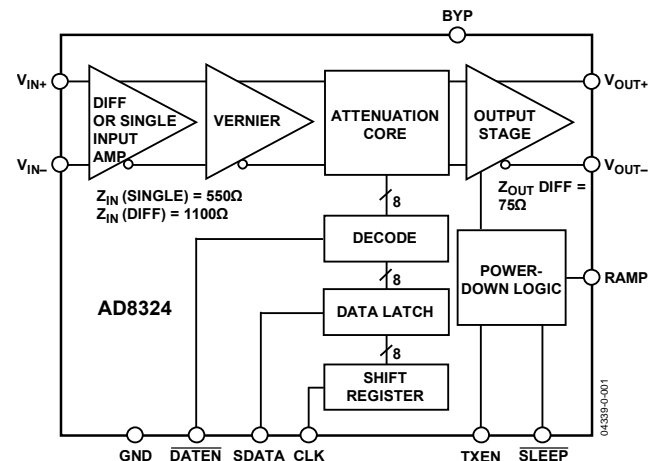 BYP
VIN+
VOUT+
DIFF
OR SINGLE
INPUT
AMP
VERNIER
ATTENUATION
CORE
OUTPUT
STAGE
VIN–
VOUT–
ZIN (SINGLE) = 550Ω
ZIN (DIFF) = 1100Ω
ZOUT DIFF =
75Ω
8
DECODE
8
POWER-
DOWN LOGIC
RAMP
AD8324
DATA LATCH
8
SHIFT
REGISTER
04339-0-001
GND
DATEN
SDATA
CLK
TXEN
SLEEP